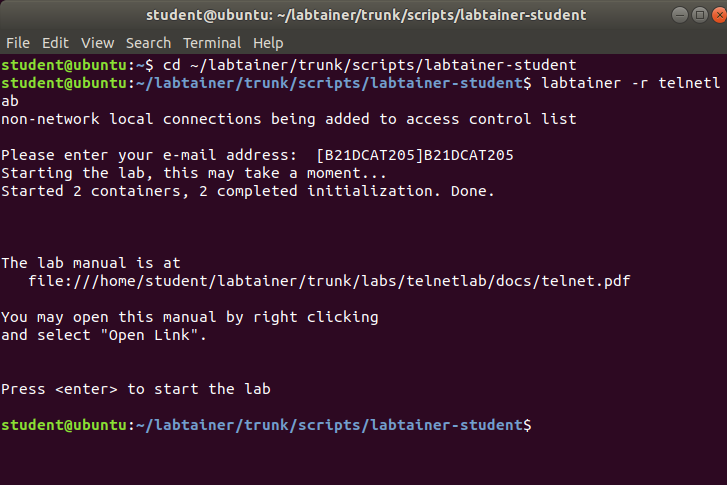 student@ubuntu: ~/labtainer/trunk/scripts/labtainer-student
File Edit View Search Terminal Help
student@ubuntu:~$ cd ~/labtainer/trunk/scripts/labtainer-student
student@ubuntu:~/labtainer/trunk/scripts/labtainer-student$ labtainer -r telnetl
ab
non-network local connections being added to access control list
Please enter your e-mail address:  [B21DCAT205]B21DCAT205
Starting the lab, this may take a moment...
Started 2 containers, 2 completed initialization. Done.
The lab manual is at
   file:///home/student/labtainer/trunk/labs/telnetlab/docs/telnet.pdf
You may open this manual by right clicking
and select "Open Link".
Press <enter> to start the lab
student@ubuntu:~/labtainer/trunk/scripts/labtainer-student$